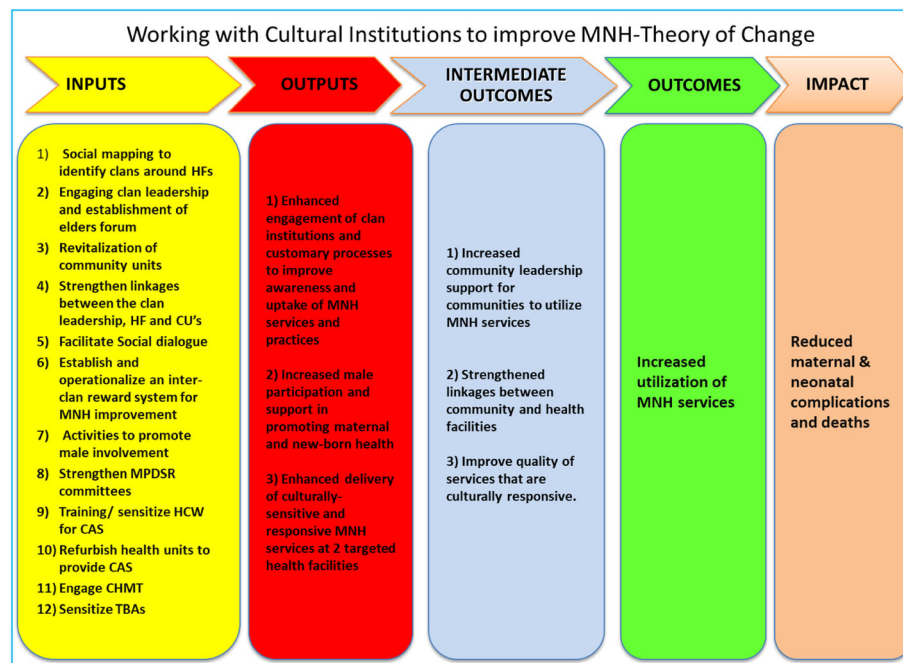 Working with Cultural Institutions to improve MNH-Theory of Change
INPUTS
OUTPUTS
INTERMEDIATE
OUTCOMES
OUTCOMES
IMPACT
1) Social mapping to
identify clans around HFs
2) Engaging clan leadership
and establishment of
elders forum
3) Revitalization of
community units
4) Strengthen linkages
between the clan
leadership, HF and CU's
5) Facilitate Social dialogue
6) Establish and
operationalize an inter-
clan reward system for
MNH improvement
7) Activities to promote
male involvement
8) Strengthen MPDSR
committees
9) Training/ sensitize HCW
for CAS
10) Refurbish health units to
provide CAS
11) Engage CHMT
12) Sensitize TBAs
1) Enhanced
engagement of clan
institutions and
customary processes
to improve
awareness and
uptake of MNH
services and
practices
2) Increased male
participation and
support in
promoting maternal
and new-born health
3) Enhanced delivery
of culturally-
sensitive and
responsive MNH
services at 2 targeted
health facilities
1) Increased
community leadership
support for
communities to utilize
MNH services
2) Strengthened
linkages between
community and health
facilities
3) Improve quality of
services that are
culturally responsive.
Increased
utilization of
MNH services
Reduced
maternal &
neonatal
complications
and deaths